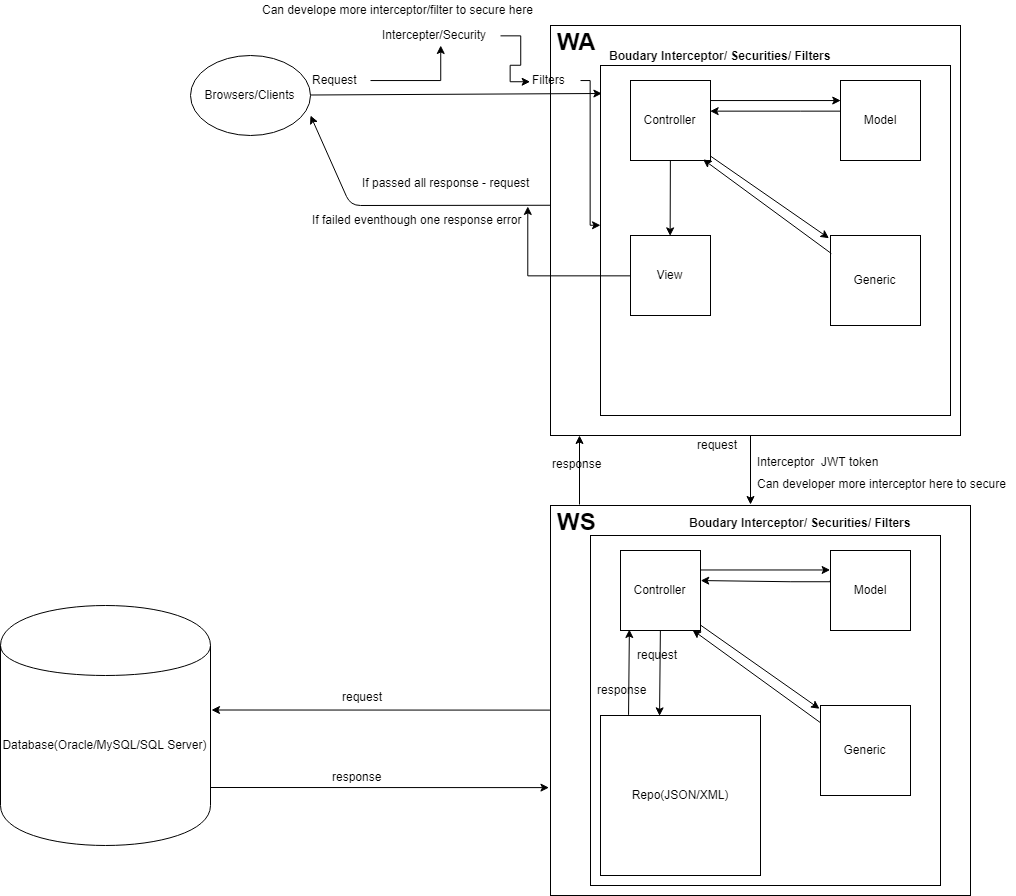 Can develope more interceptor/filter to secure here
Intercepter/Security
WA
Boudary Interceptor/ Securities/ Filters
Request
Filters
Browsers/Clients
Controller
Model
If passed all response - request
If failed eventhough one response error
View
Generic
request
response
Interceptor JWT token
Can developer more interceptor here to secure
WS
Boudary Interceptor/ Securities/ Filters
Controller
Model
request
response
request
Database(Oracle/MySQL/SQL Server)
Generic
response
Repo(JSON/XML)